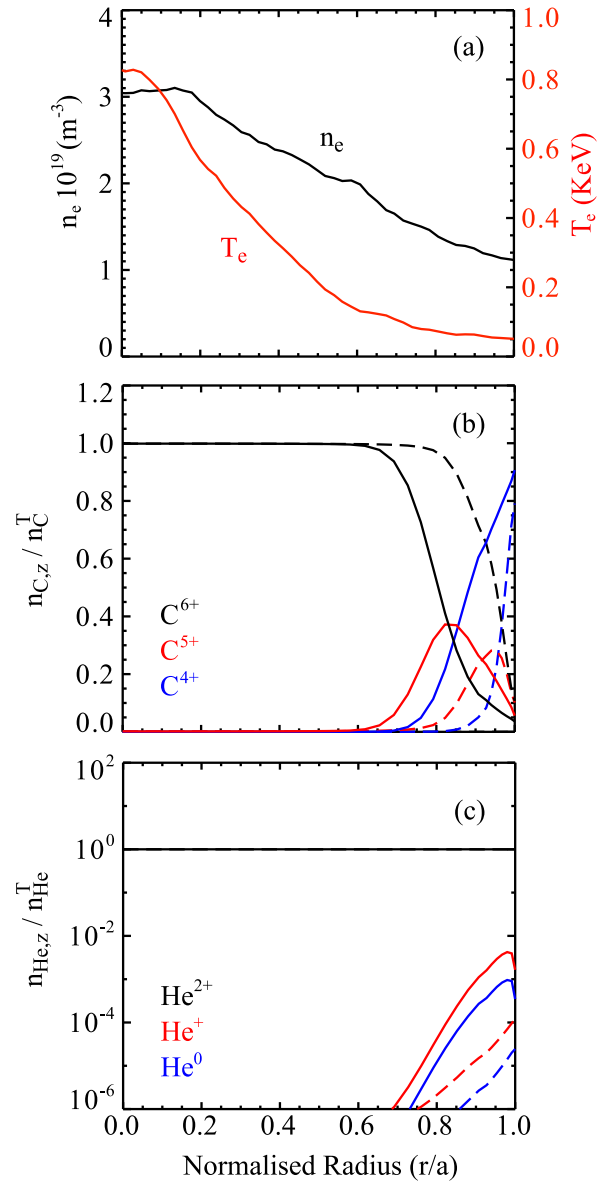 (a)
n_e 10^19 (m^-3)
4
3
2
1
0
T_e (KeV)
1.0
0.8
0.6
0.4
0.2
0.0
n_e
T_e
(b)
n_C,z / n_C^T
1.2
1.0
0.8
0.6
0.4
0.2
0.0
C^6+
C^5+
C^4+
(c)
n_He,z / n_He^T
10^2
10^0
10^-2
10^-4
10^-6
He^2+
He^+
He^0
0.0 0.2 0.4 0.6 0.8 1.0
Normalised Radius (r/a)